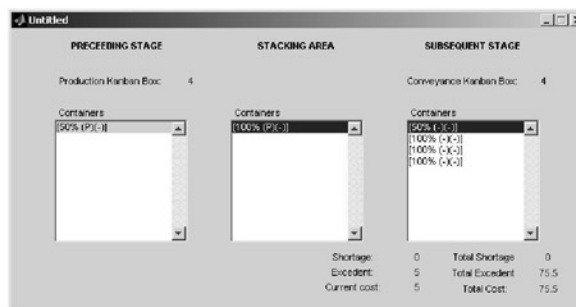 Untitled
PRECEEDING STAGE STACKING AREA SUBSEQUENT STAGE
Production Kanban Box: 4 Conveyance Kanban Box: 4
Containers Containers Containers
[50% (P)(-)] [100% (P)(-)] [50% (-)(-)]
[100% (-)(-)]
[100% (-)(-)]
[100% (-)(-)]
Shortage: 0 Total Shortage 0
Excedent: 5 Total Excedent 75.5
Current cost: 5 Total Cost: 75.5